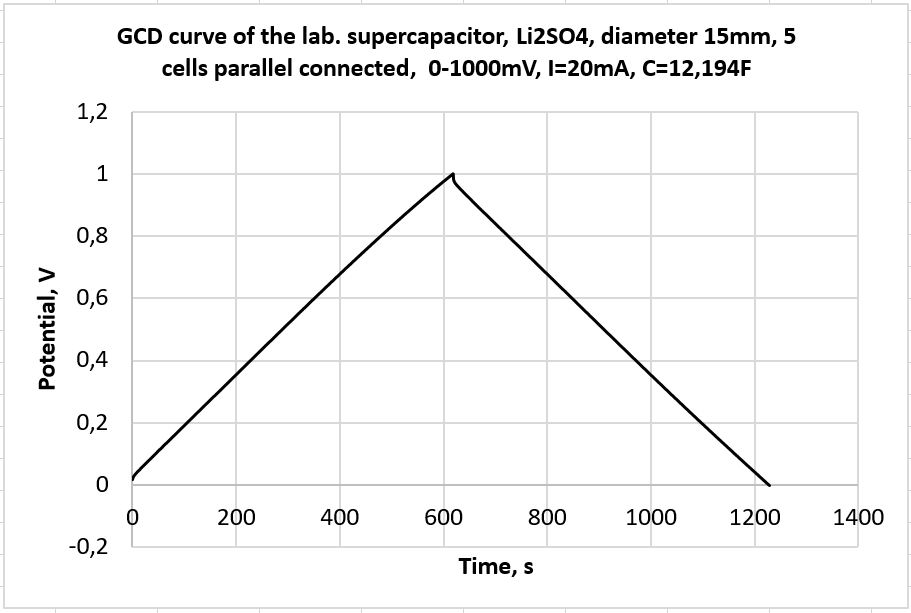 GCD curve of the lab. supercapacitor, Li2SO4, diameter 15mm, 5
cells parallel connected,  0-1000mV, I=20mA, C=12,194F
1,2
1
0,8
0,6
0,4
0,2
0
-0,2
Potential, V
0 200 400 600 800 1000 1200 1400
Time, s